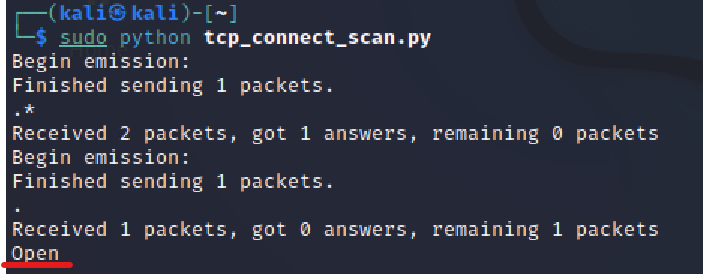 ┌──(kali㉿kali)-[~]
└─$ sudo python tcp_connect_scan.py
Begin emission:
Finished sending 1 packets.
.*
Received 2 packets, got 1 answers, remaining 0 packets
Begin emission:
Finished sending 1 packets.
.
Received 1 packets, got 0 answers, remaining 1 packets
Open